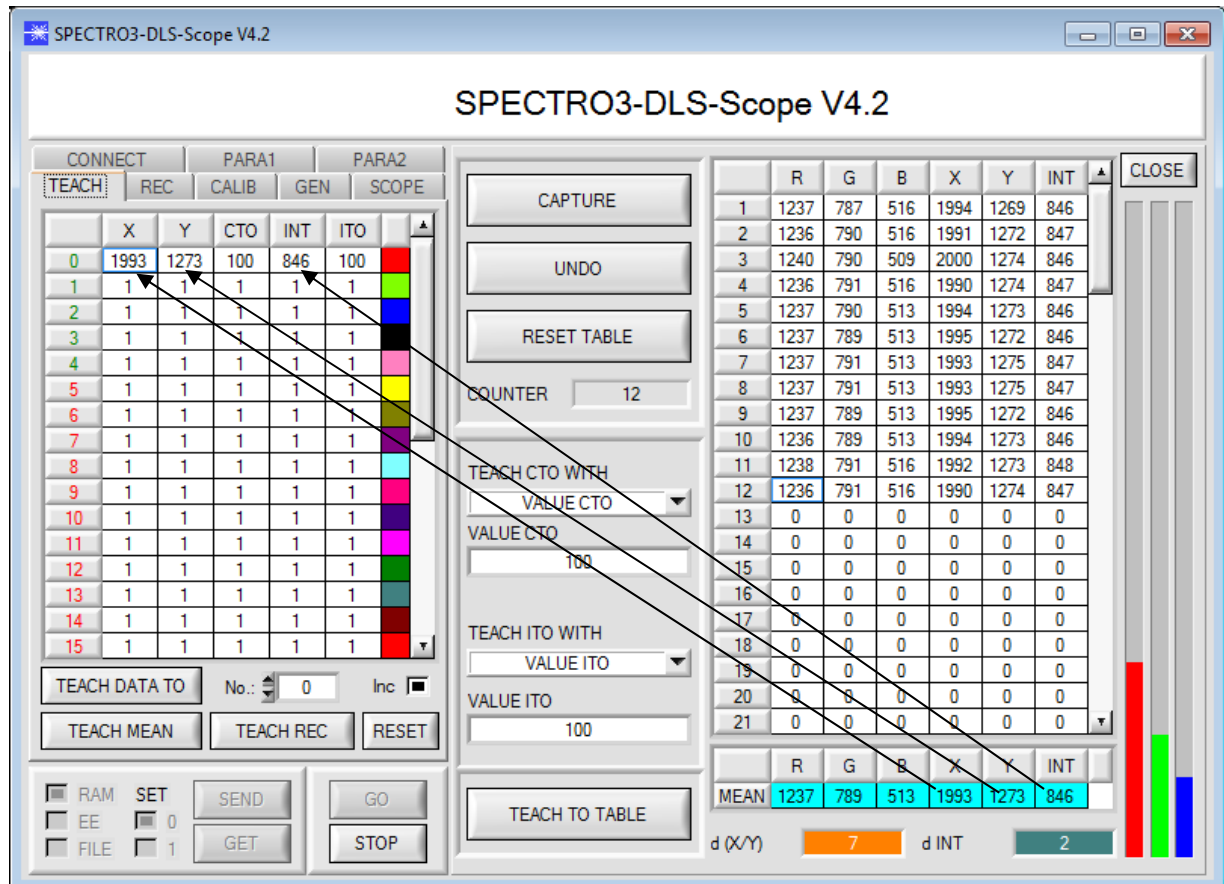 SPECTRO3-DLS-Scope V4.2
SPECTRO3-DLS-Scope V4.2
CONNECT PARA1 PARA2
TEACH REC CALIB GEN SCOPE
X Y CTO INT ITO
0 1993 1273 100 846 100
1 1 1 1 1 1
2 1 1 1 1 1
3 1 1 1 1 1
4 1 1 1 1 1
5 1 1 1 1 1
6 1 1 1 1 1
7 1 1 1 1 1
8 1 1 1 1 1
9 1 1 1 1 1
10 1 1 1 1 1
11 1 1 1 1 1
12 1 1 1 1 1
13 1 1 1 1 1
14 1 1 1 1 1
15 1 1 1 1 1
TEACH DATA TO No.: 0 Inc
TEACH MEAN TEACH REC RESET
RAM SET SEND GO
EE 0
FILE 1 GET STOP
CAPTURE
UNDO
RESET TABLE
COUNTER 12
TEACH CTO WITH
VALUE CTO
VALUE CTO
100
TEACH ITO WITH
VALUE ITO
VALUE ITO
100
TEACH TO TABLE
R G B X Y INT
1 1237 787 516 1994 1269 846
2 1236 790 516 1991 1272 847
3 1240 790 509 2000 1274 846
4 1236 791 516 1990 1274 847
5 1237 790 513 1994 1273 846
6 1237 789 513 1995 1272 846
7 1237 791 513 1993 1275 847
8 1237 791 513 1993 1275 847
9 1237 789 513 1995 1272 846
10 1236 789 513 1994 1273 846
11 1238 791 516 1992 1273 848
12 1236 791 516 1990 1274 847
13 0 0 0 0 0 0
14 0 0 0 0 0 0
15 0 0 0 0 0 0
16 0 0 0 0 0 0
17 0 0 0 0 0 0
18 0 0 0 0 0 0
19 0 0 0 0 0 0
20 0 0 0 0 0 0
21 0 0 0 0 0 0
R G B X Y INT
MEAN 1237 789 513 1993 1273 846
d (X/Y) 7 d INT 2
CLOSE